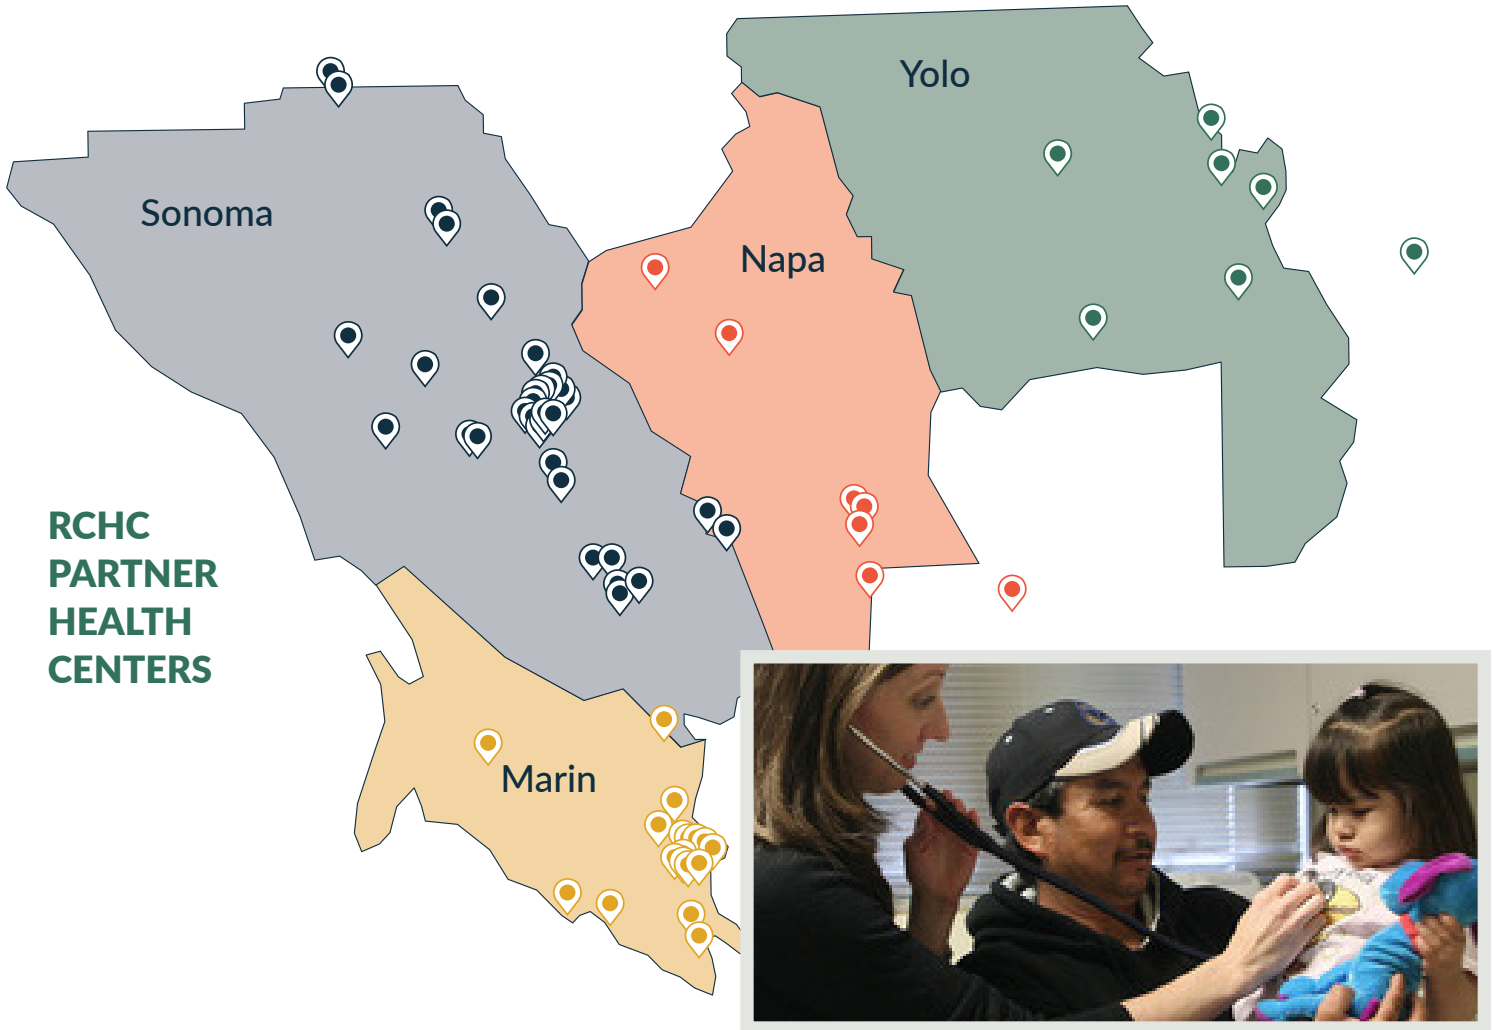 Yolo
Sonoma
Napa
RCHC
PARTNER
HEALTH
CENTERS
Marin